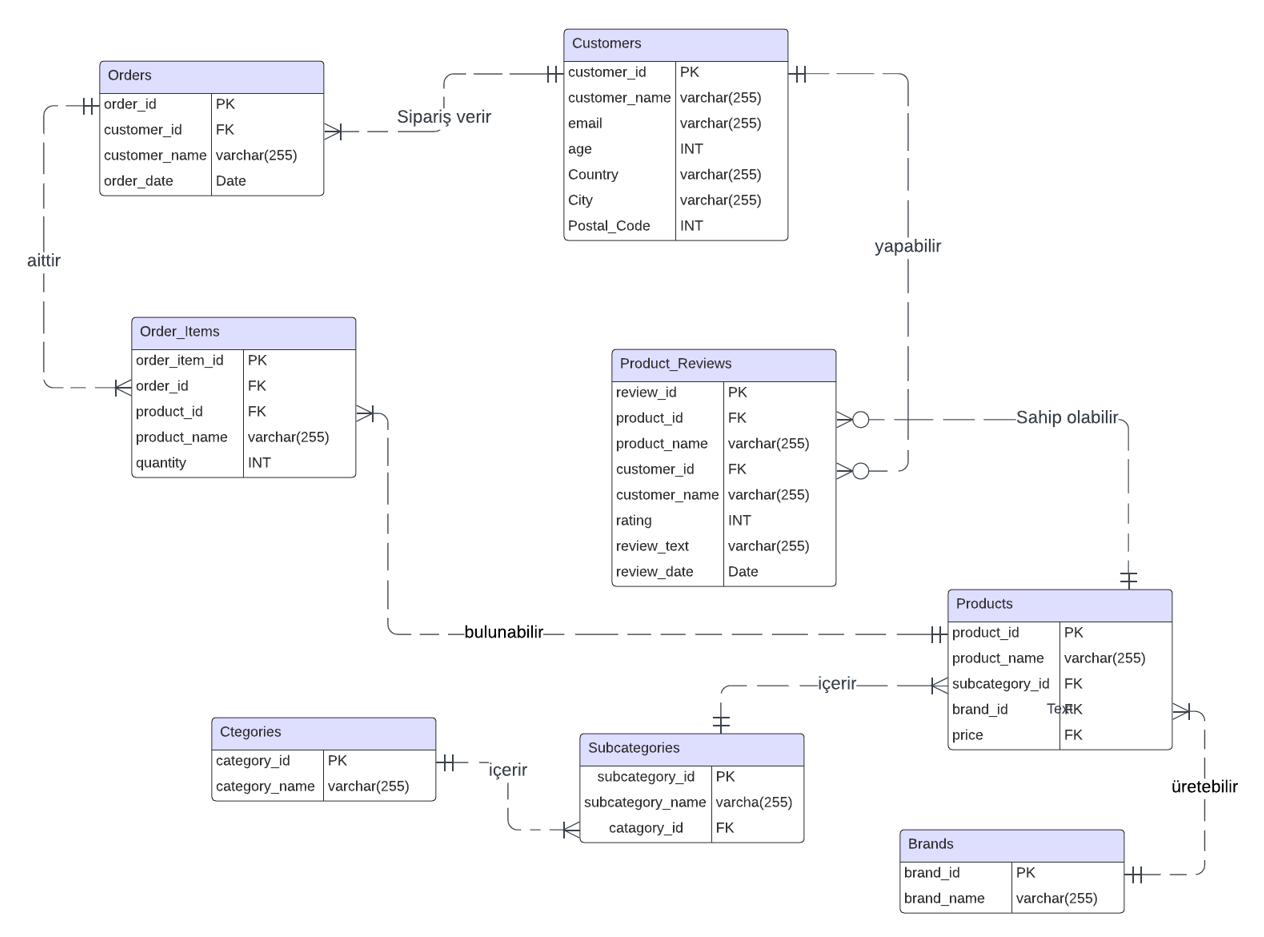 Customers
customer_id PK
customer_name varchar(255)
email varchar(255)
age INT
Country varchar(255)
City varchar(255)
Postal_Code INT
Orders
order_id PK
customer_id FK
customer_name varchar(255)
order_date Date
Sipariş verir
yapabilir
aittir
Order_Items
order_item_id PK
order_id FK
product_id FK
product_name varchar(255)
quantity INT
Product_Reviews
review_id PK
product_id FK
product_name varchar(255)
customer_id FK
customer_name varchar(255)
rating INT
review_text varchar(255)
review_date Date
Sahip olabilir
bulunabilir
Products
product_id PK
product_name varchar(255)
subcategory_id FK
brand_id Text FK
price FK
içerir
Ctegories
category_id PK
category_name varchar(255)
içerir
Subcategories
subcategory_id PK
subcategory_name varcha(255)
catagory_id FK
üretebilir
Brands
brand_id PK
brand_name varchar(255)